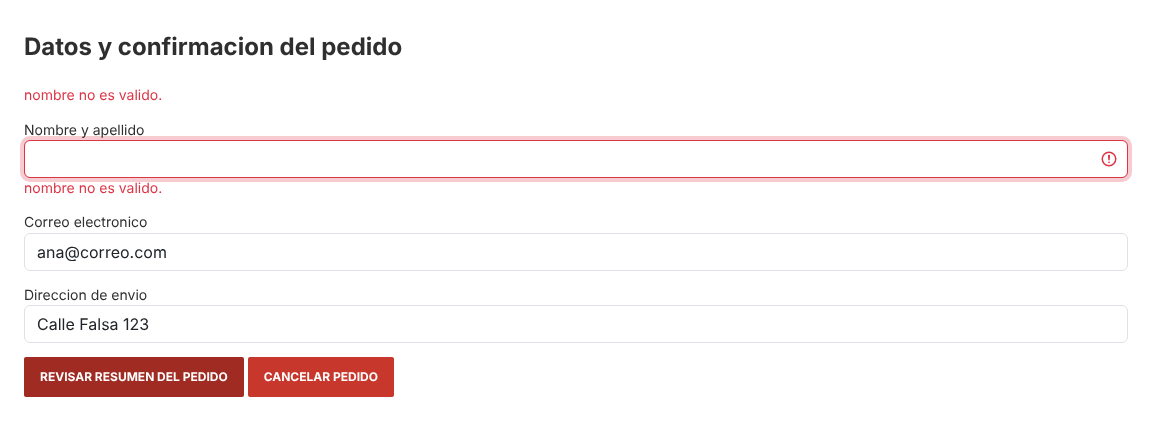 Datos y confirmacion del pedido
nombre no es valido.
Nombre y apellido
nombre no es valido.
Correo electronico
ana@correo.com
Direccion de envio
Calle Falsa 123
REVISAR RESUMEN DEL PEDIDO CANCELAR PEDIDO